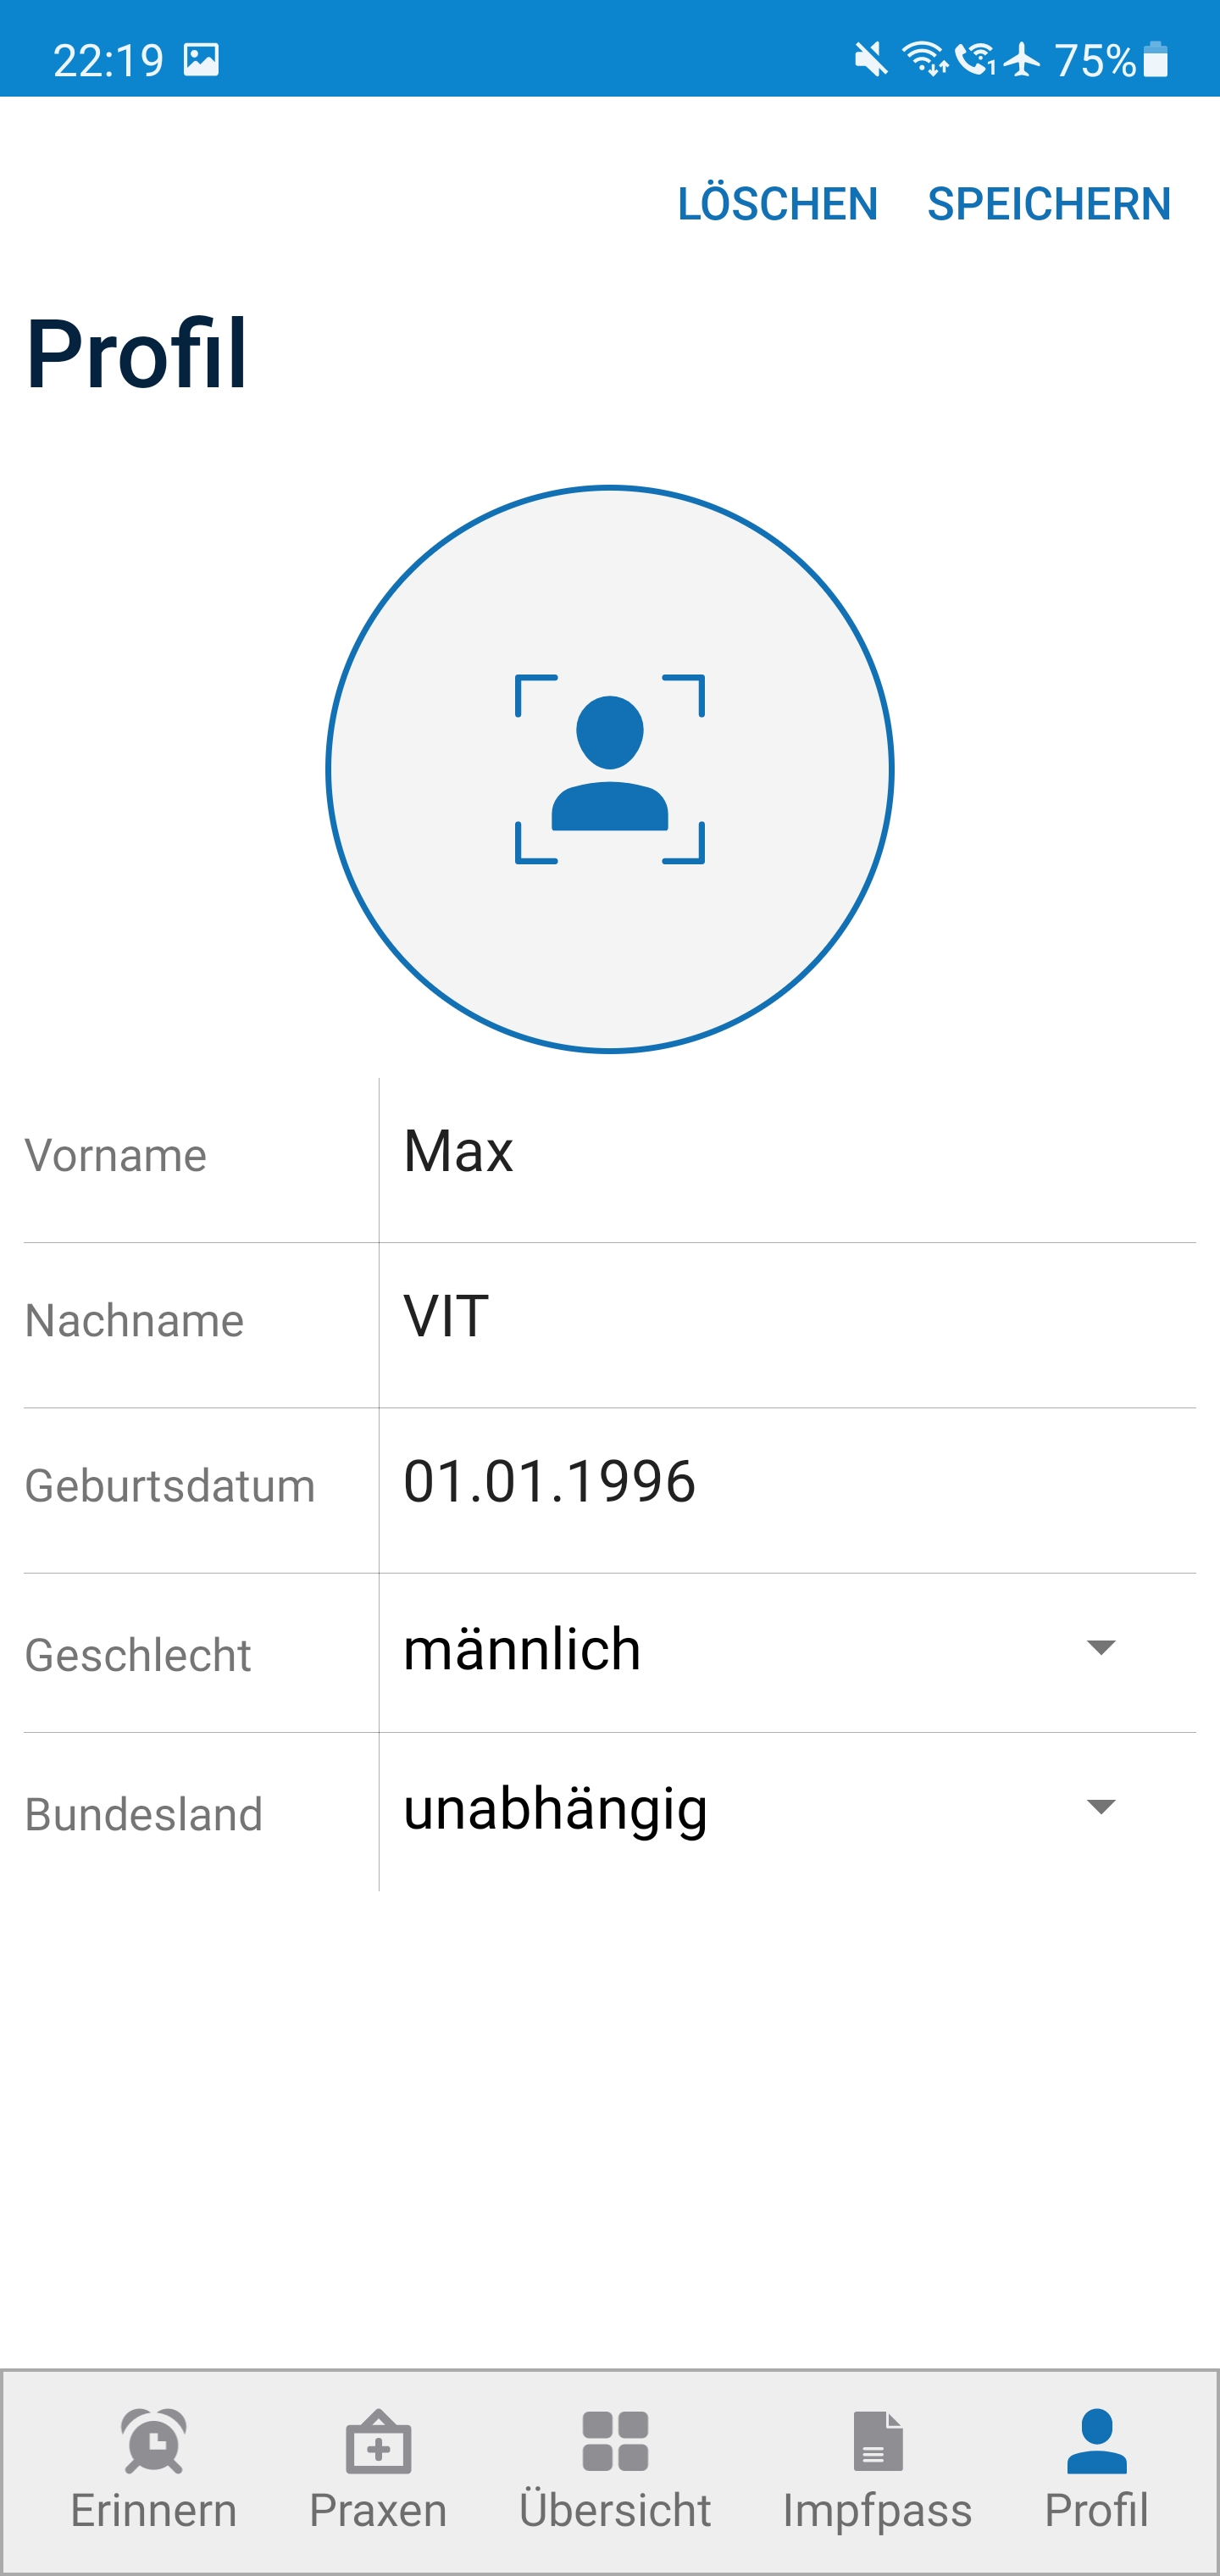 22:19 75%
LÖSCHEN SPEICHERN
Profil
Vorname Max
Nachname VIT
Geburtsdatum 01.01.1996
Geschlecht männlich
Bundesland unabhängig
Erinnern Praxen Übersicht Impfpass Profil